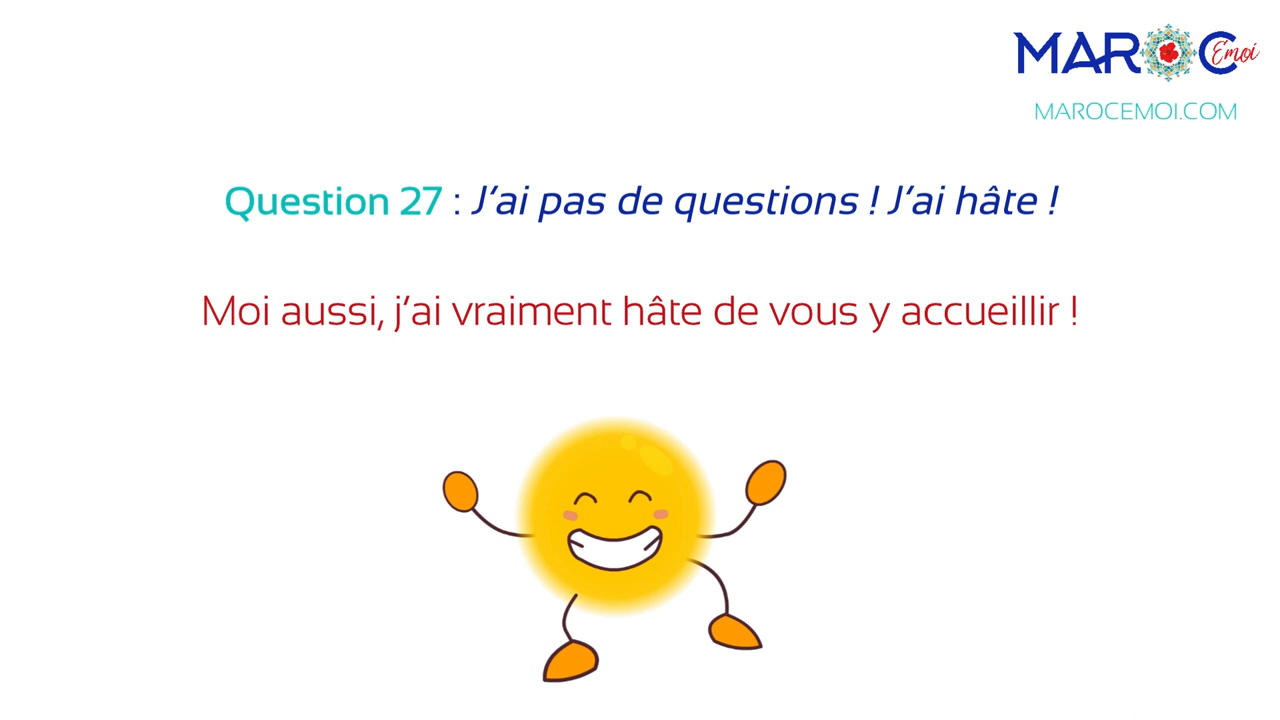 MAROC Emoi
MAROCEMOI.COM
Question 27 : J'ai pas de questions ! J'ai hâte !
Moi aussi, j'ai vraiment hâte de vous y accueillir !